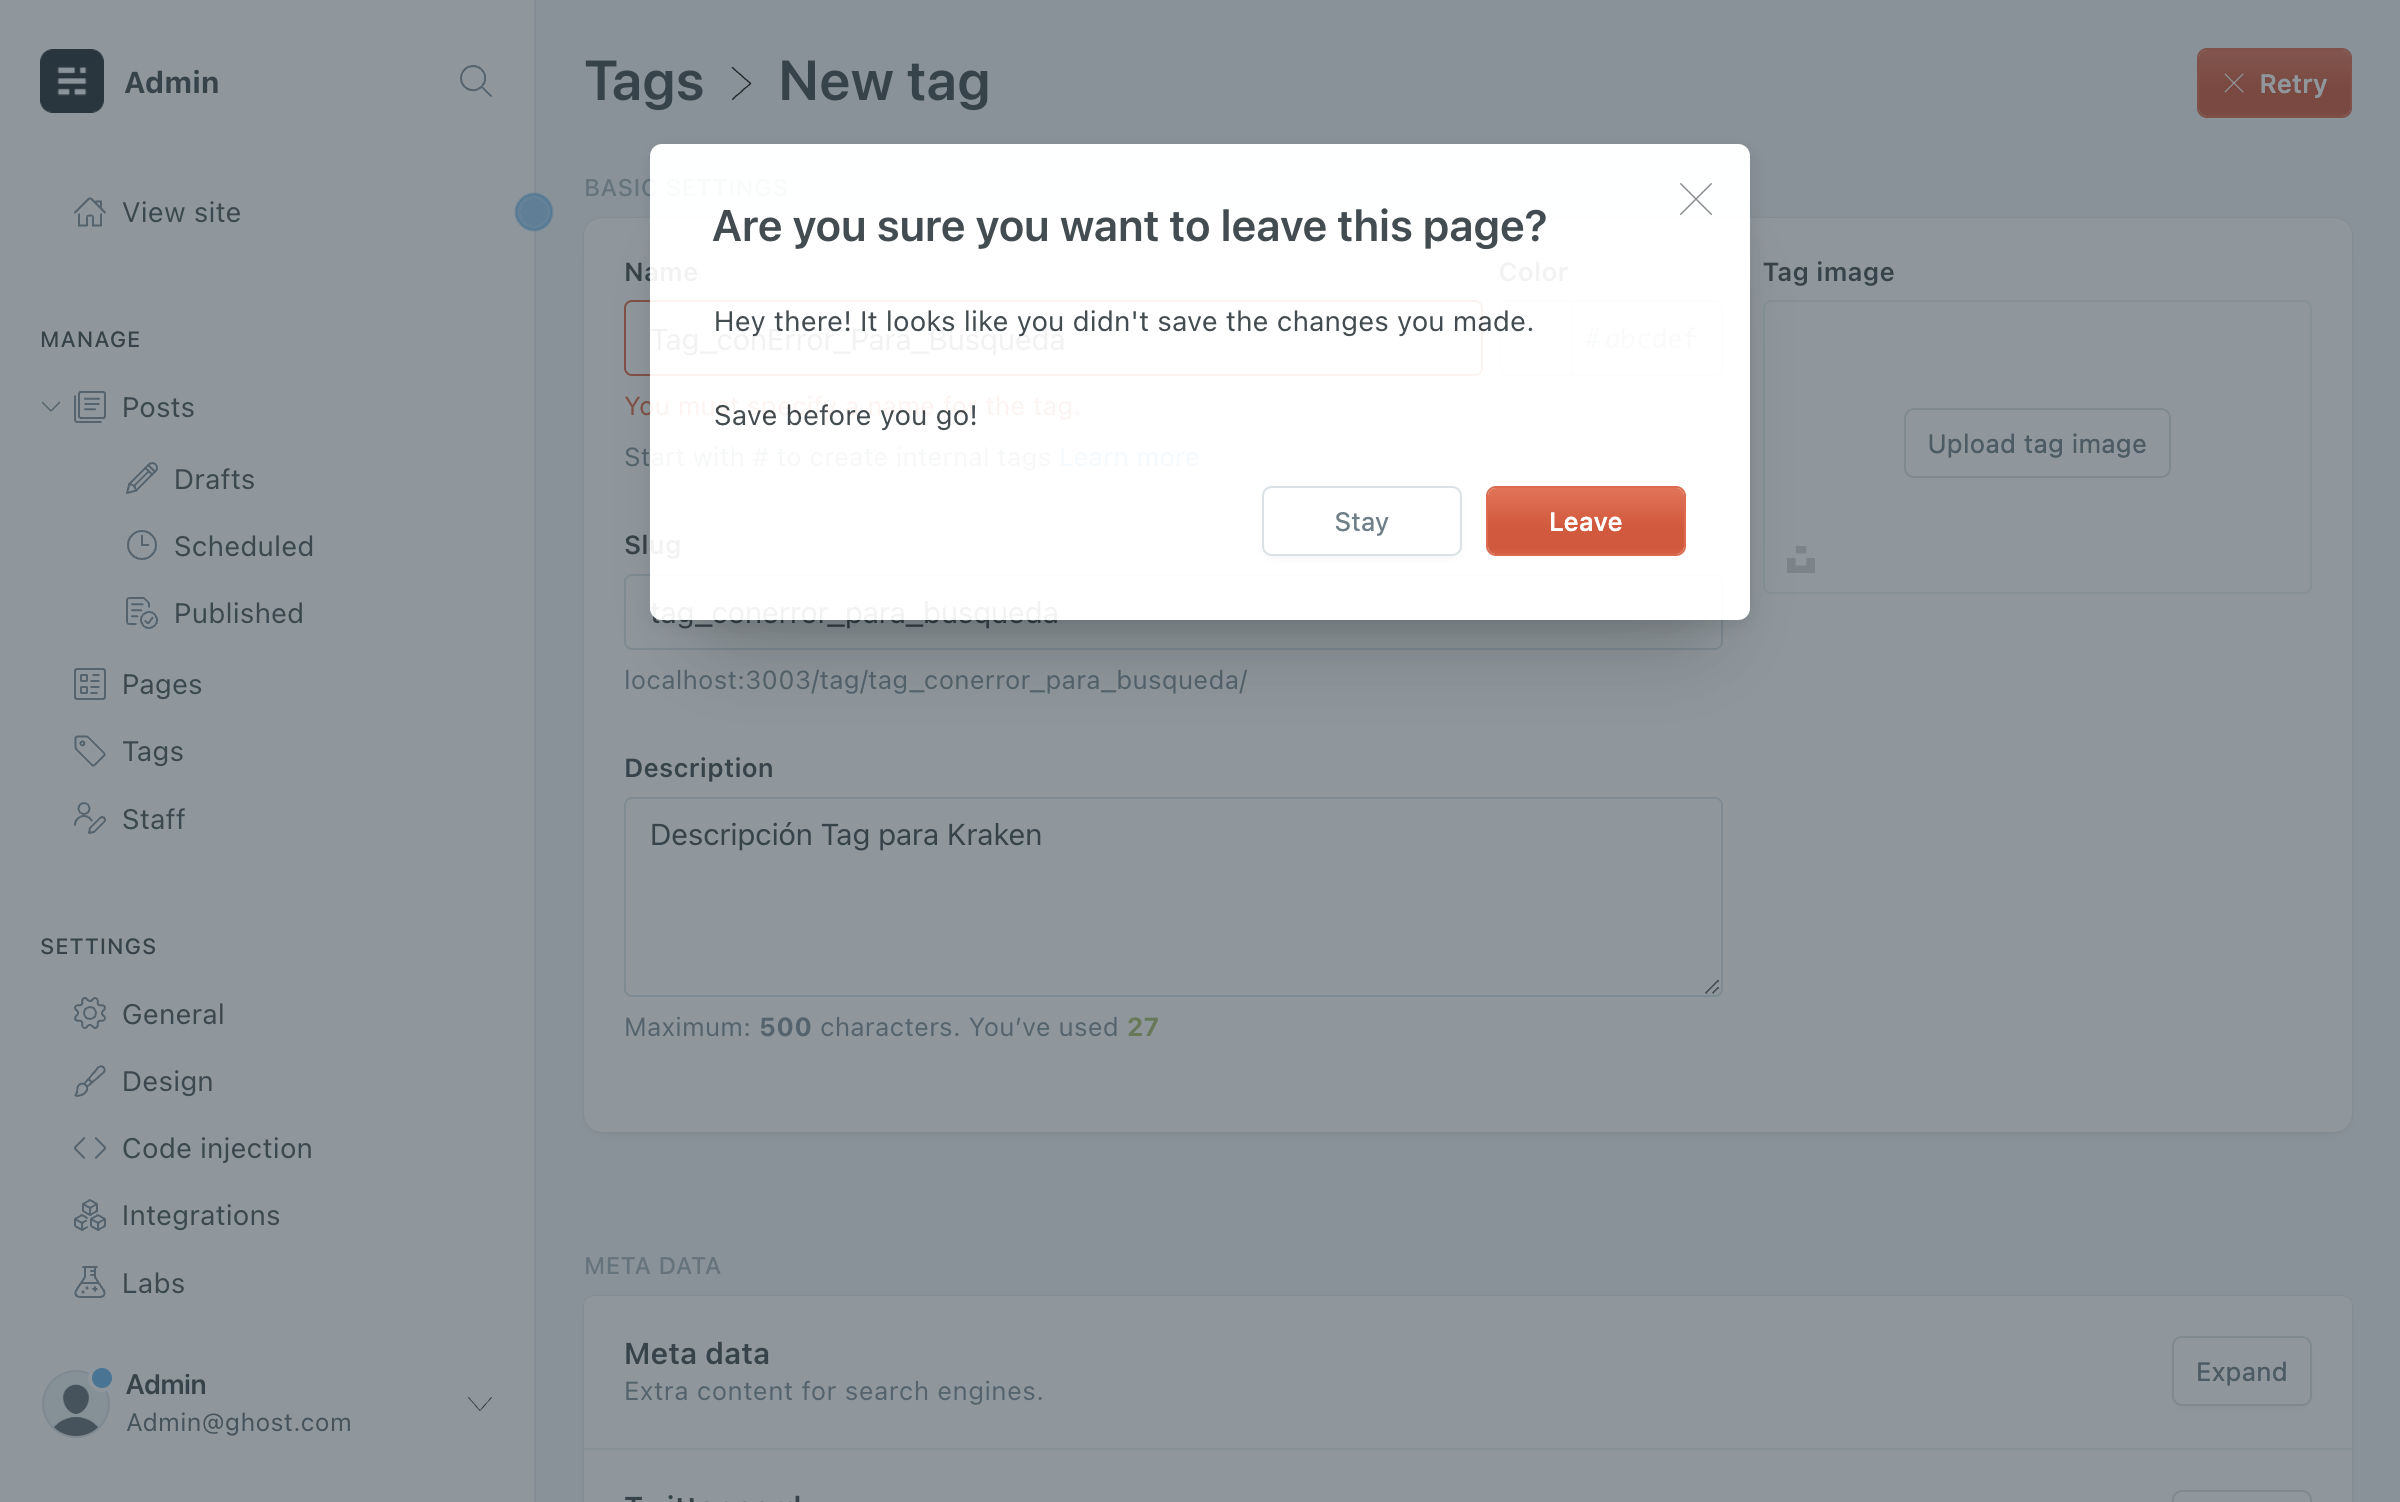 Admin
View site
MANAGE
Posts
Drafts
Scheduled
Published
Pages
Tags
Staff
SETTINGS
General
Design
Code injection
Integrations
Labs
Admin
Admin@ghost.com
Tags > New tag
Retry
BASIC SETTINGS
Are you sure you want to leave this page?
Hey there! It looks like you didn't save the changes you made.
Save before you go!
Stay
Leave
Name
Tag_conError_Para_Busqueda
Color
#abcdef
You must specify a name for the tag.
Start with # to create internal tags Learn more
Tag image
Upload tag image
Slug
tag_conerror_para_busqueda
localhost:3003/tag/tag_conerror_para_busqueda/
Description
Descripción Tag para Kraken
Maximum: 500 characters. You’ve used 27
META DATA
Meta data
Extra content for search engines.
Expand